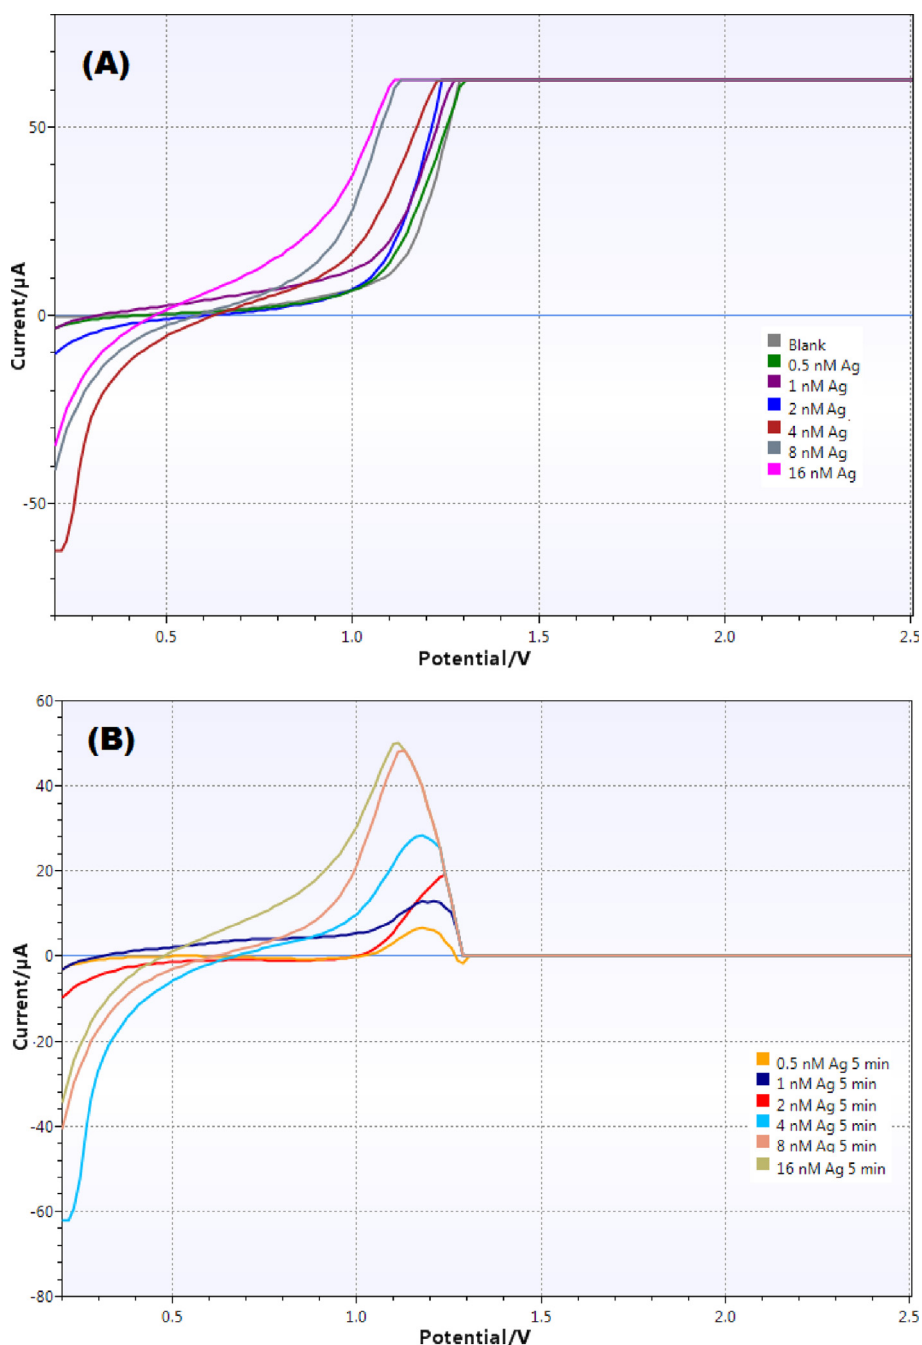 (A)
50
0
-50
Current/µA
Blank
0.5 nM Ag
1 nM Ag
2 nM Ag
4 nM Ag
8 nM Ag
16 nM Ag
0.5
1.0
1.5
2.0
2.5
Potential/V
(B)
60
40
20
0
-20
-40
-60
-80
Current/µA
0.5 nM Ag 5 min
1 nM Ag 5 min
2 nM Ag 5 min
4 nM Ag 5 min
8 nM Ag 5 min
16 nM Ag 5 min
0.5
1.0
1.5
2.0
2.5
Potential/V